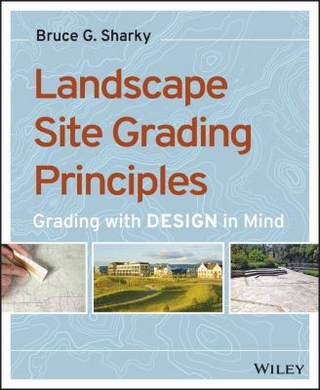 Bruce G. Sharky
Landscape
Site Grading
Principles
Grading with DESIGN in Mind
WILEY